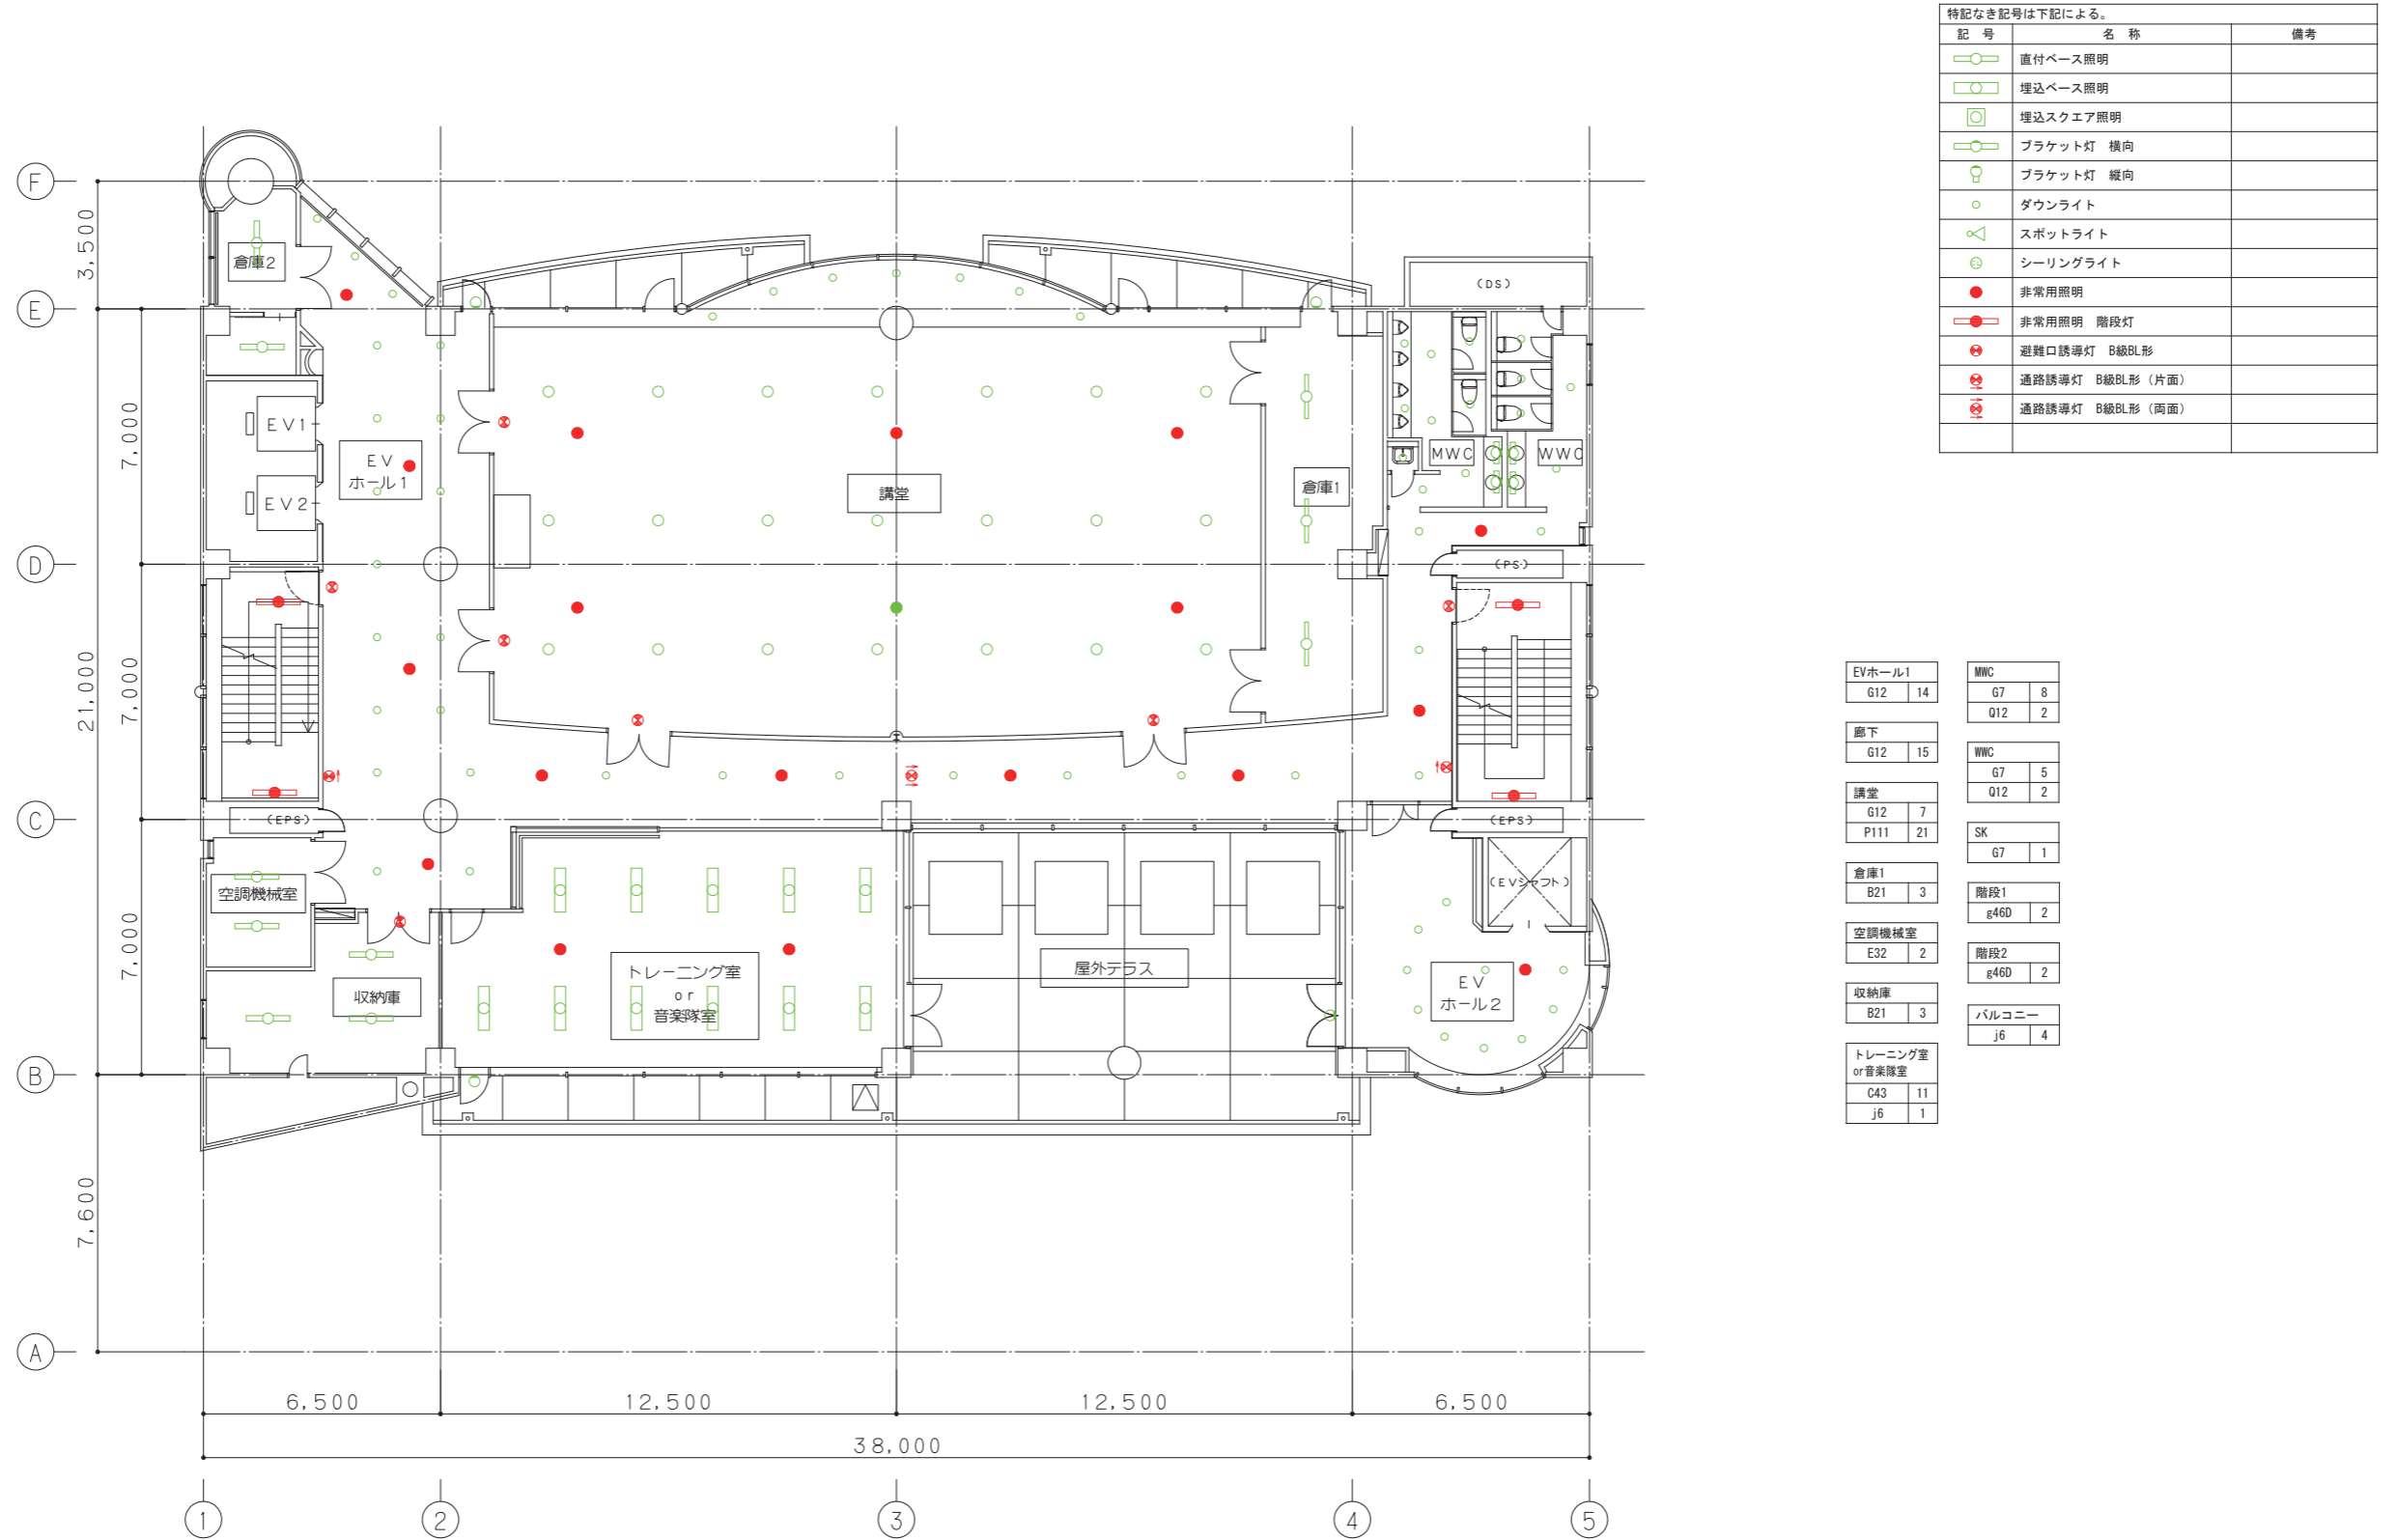 特記なき記号は下記による。
記 号 名 称 備考
直付ベース照明
埋込ベース照明
埋込スクエア照明
ブラケット灯 横向
ブラケット灯 縦向
ダウンライト
スポットライト
シーリングライト
非常用照明
非常用照明 階段灯
避難口誘導灯 B級BL形
通路誘導灯 B級BL形（片面）
通路誘導灯 B級BL形（両面）
F
E
D
C
B
A
3,500
7,000
7,000
7,000
21,000
7,600
倉庫2
EV1
EV2
EV
ホール1
講堂
倉庫1
(DS)
MWC
WWC
(PS)
(EPS)
(EPS)
(EVシャフト)
空調機械室
収納庫
トレーニング室
or
音楽隊室
屋外テラス
EV
ホール2
6,500
12,500
12,500
6,500
38,000
1
2
3
4
5
EVホール1
G12 14
廊下
G12 15
講堂
G12 7
P111 21
倉庫1
B21 3
空調機械室
E32 2
収納庫
B21 3
トレーニング室
or音楽隊室
C43 11
j6 1
MWC
G7 8
Q12 2
WWC
G7 5
Q12 2
SK
G7 1
階段1
g46D 2
階段2
g46D 2
バルコニー
j6 4